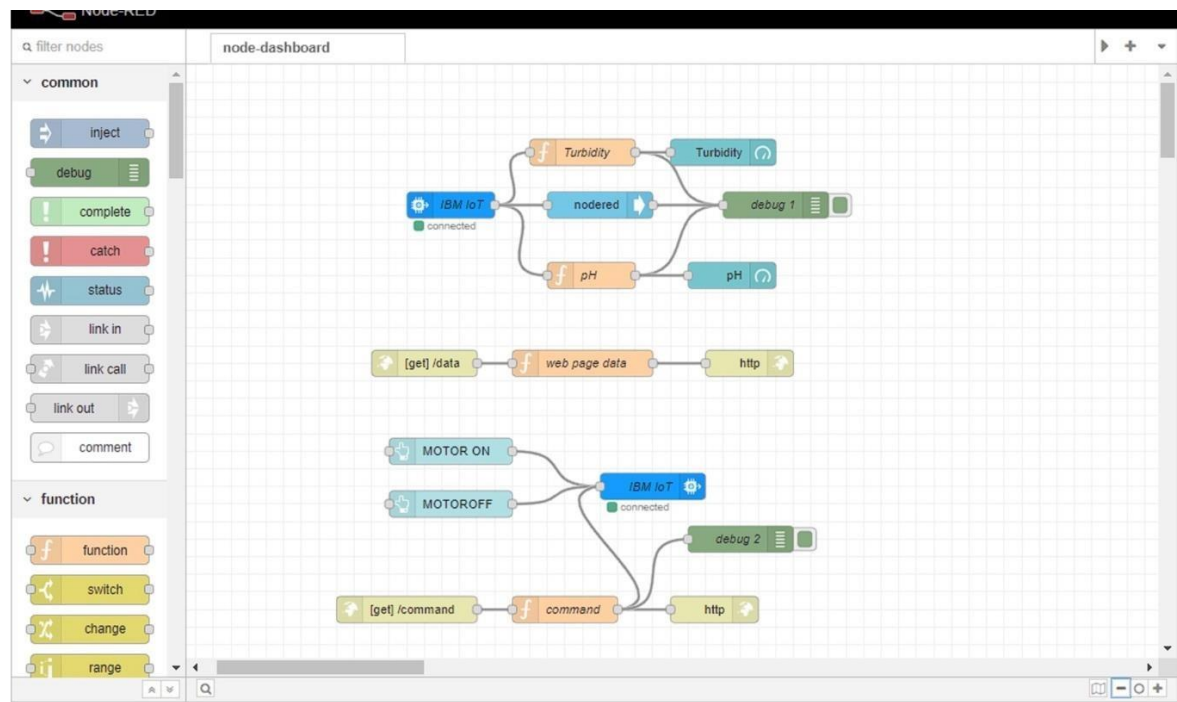 Node-RED
filter nodes
node-dashboard
common
inject
debug
complete
catch
status
link in
link call
link out
comment
function
function
switch
change
range
Turbidity
Turbidity
IBM IoT
connected
nodered
debug 1
pH
pH
[get] /data
web page data
http
MOTOR ON
MOTOROFF
IBM IoT
connected
debug 2
[get] /command
command
http